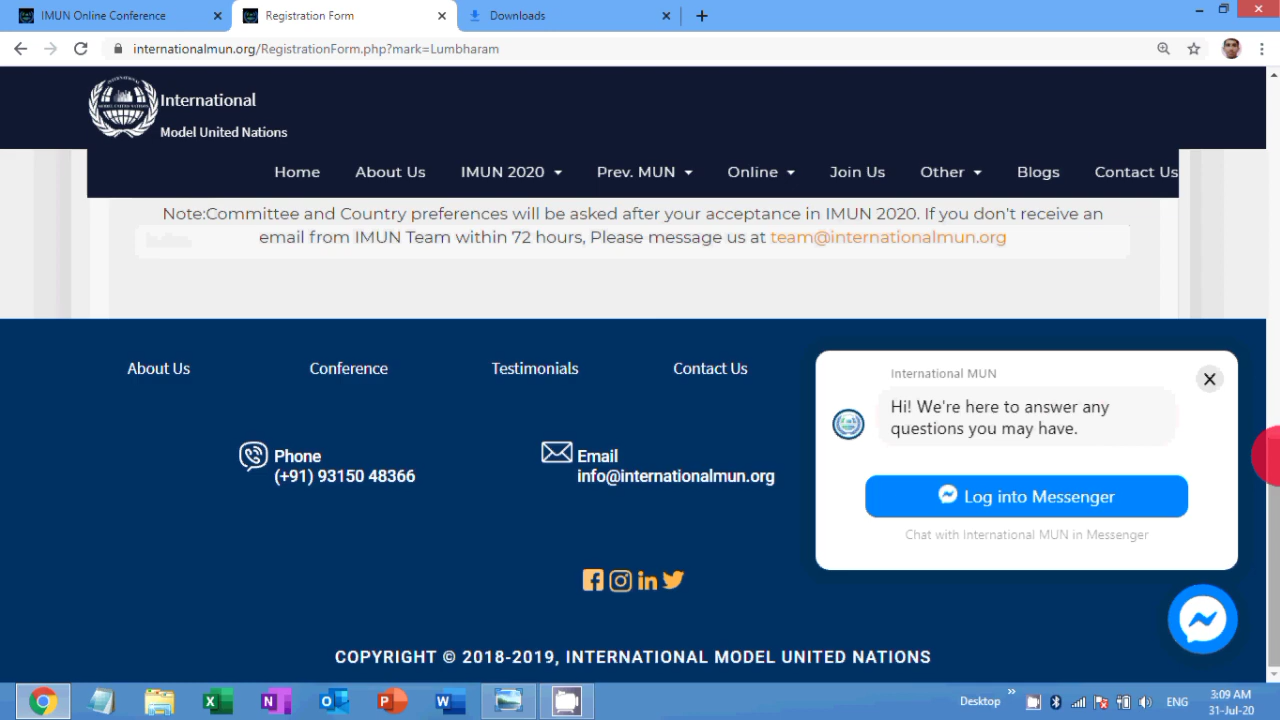 IMUN Online Conference
Registration Form
Downloads
internationalmun.org/RegistrationForm.php?mark=Lumbharam
International
Model United Nations
Home About Us IMUN 2020 Prev. MUN Online Join Us Other Blogs Contact Us
Note:Committee and Country preferences will be asked after your acceptance in IMUN 2020. If you don't receive an
email from IMUN Team within 72 hours, Please message us at team@internationalmun.org
About Us Conference Testimonials Contact Us
Phone
(+91) 93150 48366
Email
info@internationalmun.org
International MUN
Hi! We're here to answer any
questions you may have.
Log into Messenger
Chat with International MUN in Messenger
COPYRIGHT © 2018-2019, INTERNATIONAL MODEL UNITED NATIONS
Desktop
ENG
3:09 AM
31-Jul-20